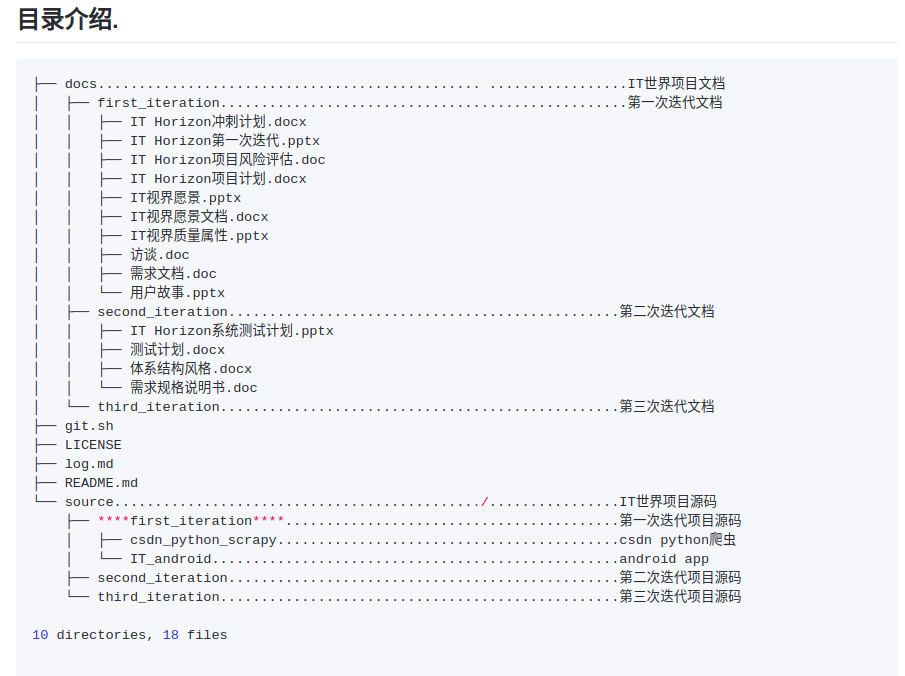 目录介绍.
├── docs............................................... .................IT世界项目文档
│   ├── first_iteration..................................................第一次迭代文档
│   │   ├── IT Horizon冲刺计划.docx
│   │   ├── IT Horizon第一次迭代.pptx
│   │   ├── IT Horizon项目风险评估.doc
│   │   ├── IT Horizon项目计划.docx
│   │   ├── IT视界愿景.pptx
│   │   ├── IT视界愿景文档.docx
│   │   ├── IT视界质量属性.pptx
│   │   ├── 访谈.doc
│   │   ├── 需求文档.doc
│   │   └── 用户故事.pptx
│   ├── second_iteration................................................第二次迭代文档
│   │   ├── IT Horizon系统测试计划.pptx
│   │   ├── 测试计划.docx
│   │   ├── 体系结构风格.docx
│   │   └── 需求规格说明书.doc
│   └── third_iteration.................................................第三次迭代文档
├── git.sh
├── LICENSE
├── log.md
├── README.md
└── source............................................./................IT世界项目源码
    ├── ****first_iteration****.........................................第一次迭代项目源码
    │   ├── csdn_python_scrapy..........................................csdn python爬虫
    │   └── IT_android..................................................android app
    ├── second_iteration................................................第二次迭代项目源码
    └── third_iteration.................................................第三次迭代项目源码
10 directories, 18 files